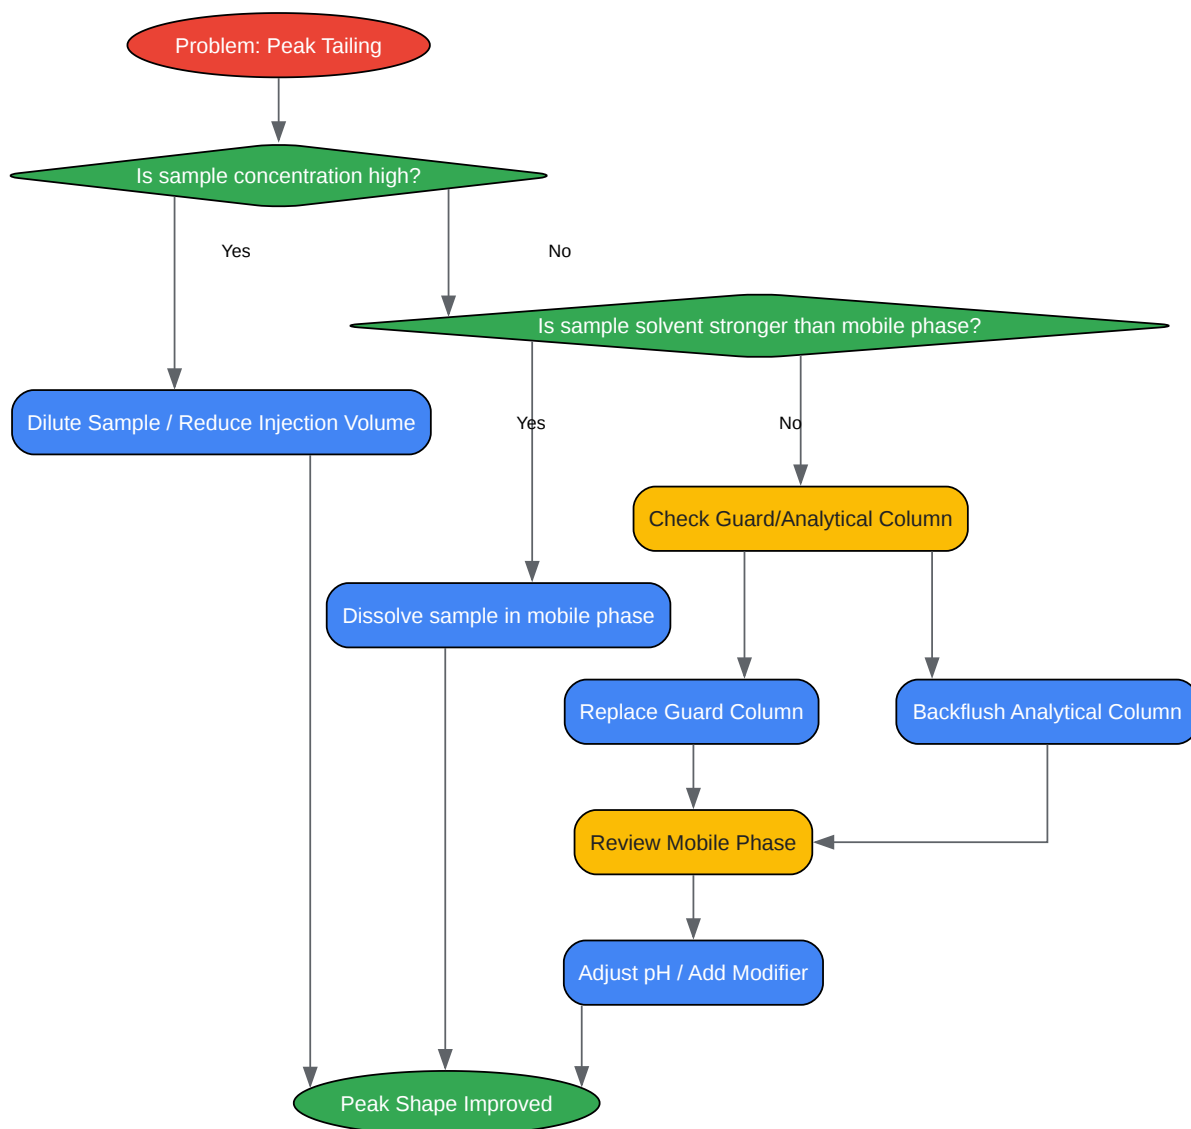 Problem: Peak Tailing
Is sample concentration high?
Yes
No
Is sample solvent stronger than mobile phase?
Dilute Sample / Reduce Injection Volume
Yes
No
Check Guard/Analytical Column
Dissolve sample in mobile phase
Replace Guard Column
Backflush Analytical Column
Review Mobile Phase
Adjust pH / Add Modifier
Peak Shape Improved